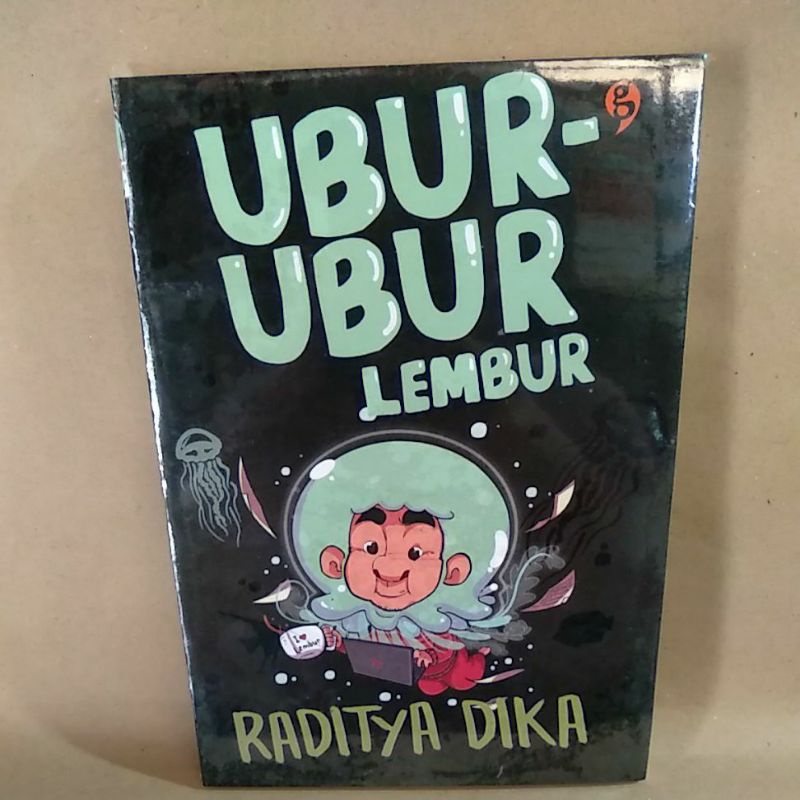 UBUR-
g
UBUR
LEMBUR
I ❤
Lembur
RADITYA DIKA